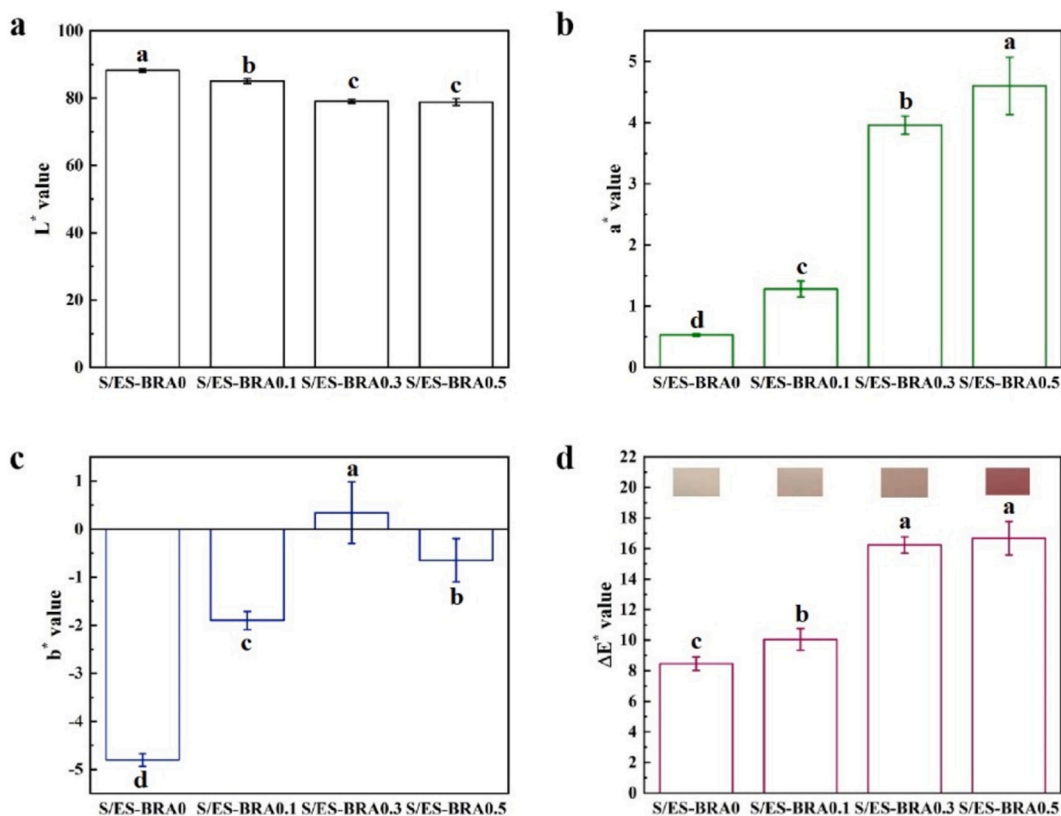 a
100
80
60
40
20
0
L* value
a
b
c
c
S/ES-BRA0 S/ES-BRA0.1 S/ES-BRA0.3 S/ES-BRA0.5
b
5
4
3
2
1
0
a* value
d
c
b
a
S/ES-BRA0 S/ES-BRA0.1 S/ES-BRA0.3 S/ES-BRA0.5
c
1
0
-1
-2
-3
-4
-5
b* value
d
c
a
b
S/ES-BRA0 S/ES-BRA0.1 S/ES-BRA0.3 S/ES-BRA0.5
d
22
20
18
16
14
12
10
8
6
4
2
0
ΔE* value
c
b
a
a
S/ES-BRA0 S/ES-BRA0.1 S/ES-BRA0.3 S/ES-BRA0.5